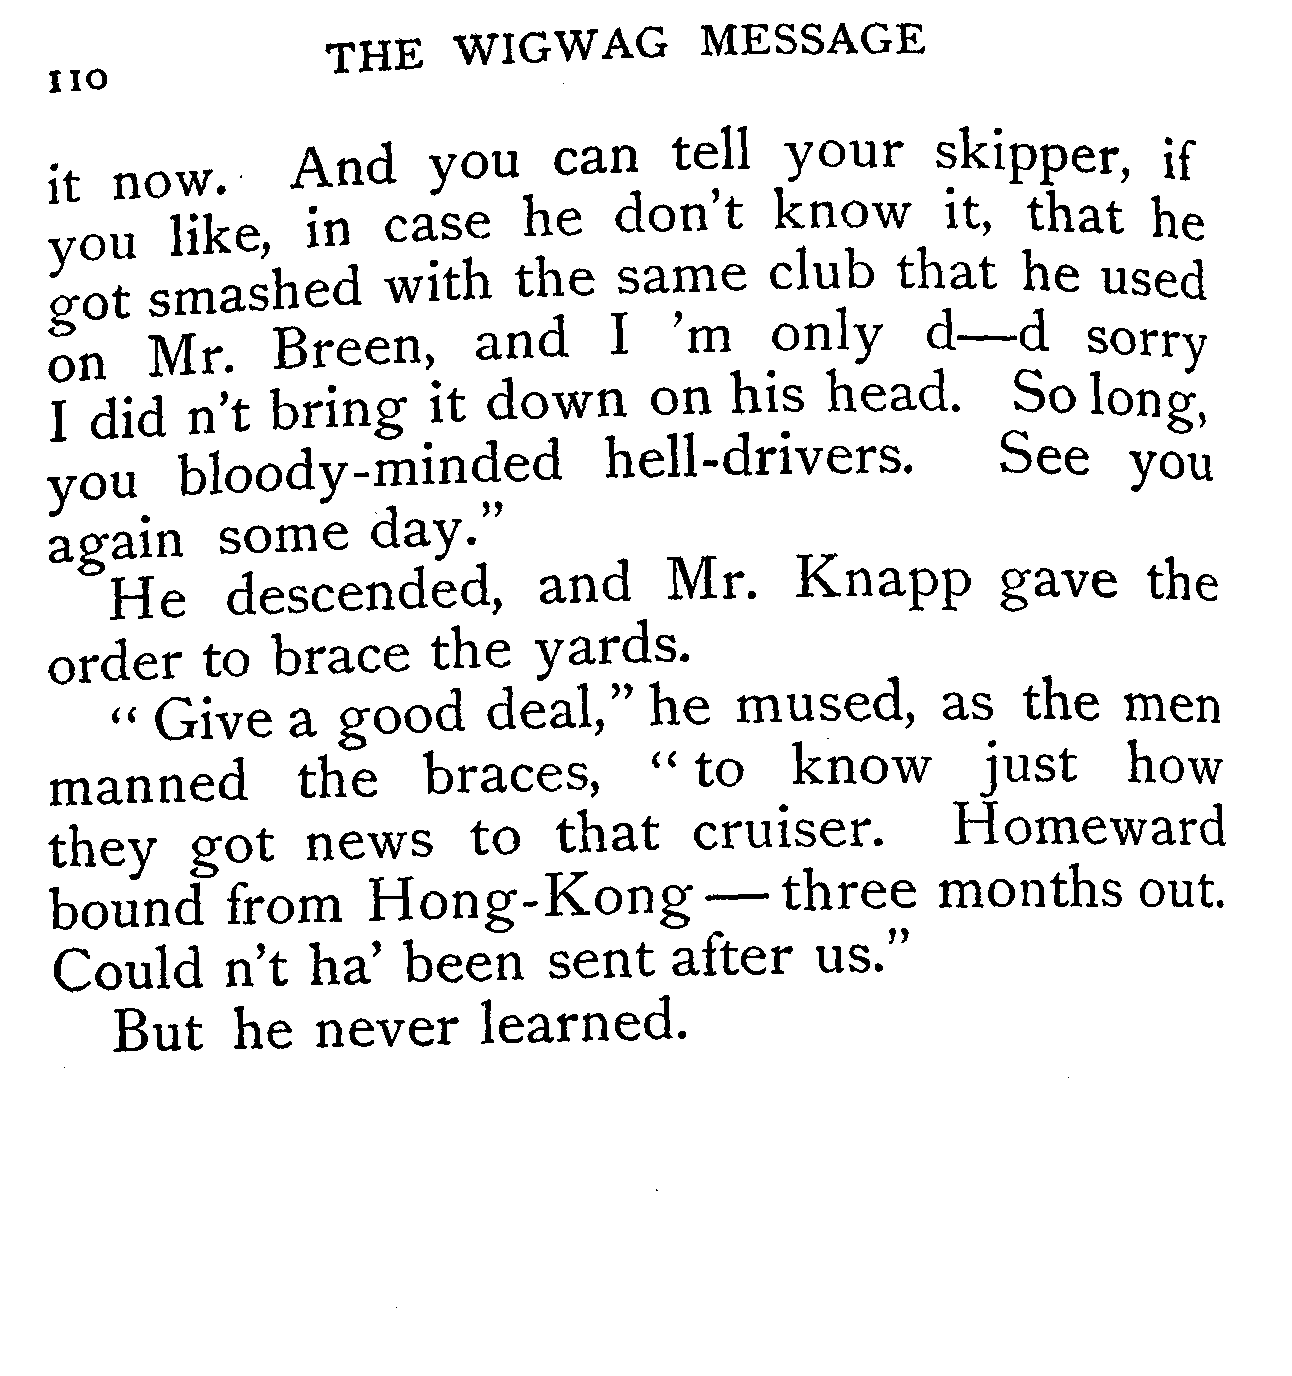 110 THE WIGWAG MESSAGE
it now. And you can tell your skipper, if
you like, in case he don't know it, that he
got smashed with the same club that he used
on Mr. Breen, and I 'm only d—d sorry
I did n't bring it down on his head. So long,
you bloody-minded hell-drivers. See you
again some day.”
He descended, and Mr. Knapp gave the
order to brace the yards.
“ Give a good deal,” he mused, as the men
manned the braces, “ to know just how
they got news to that cruiser. Homeward
bound from Hong-Kong — three months out.
Could n't ha' been sent after us.”
But he never learned.